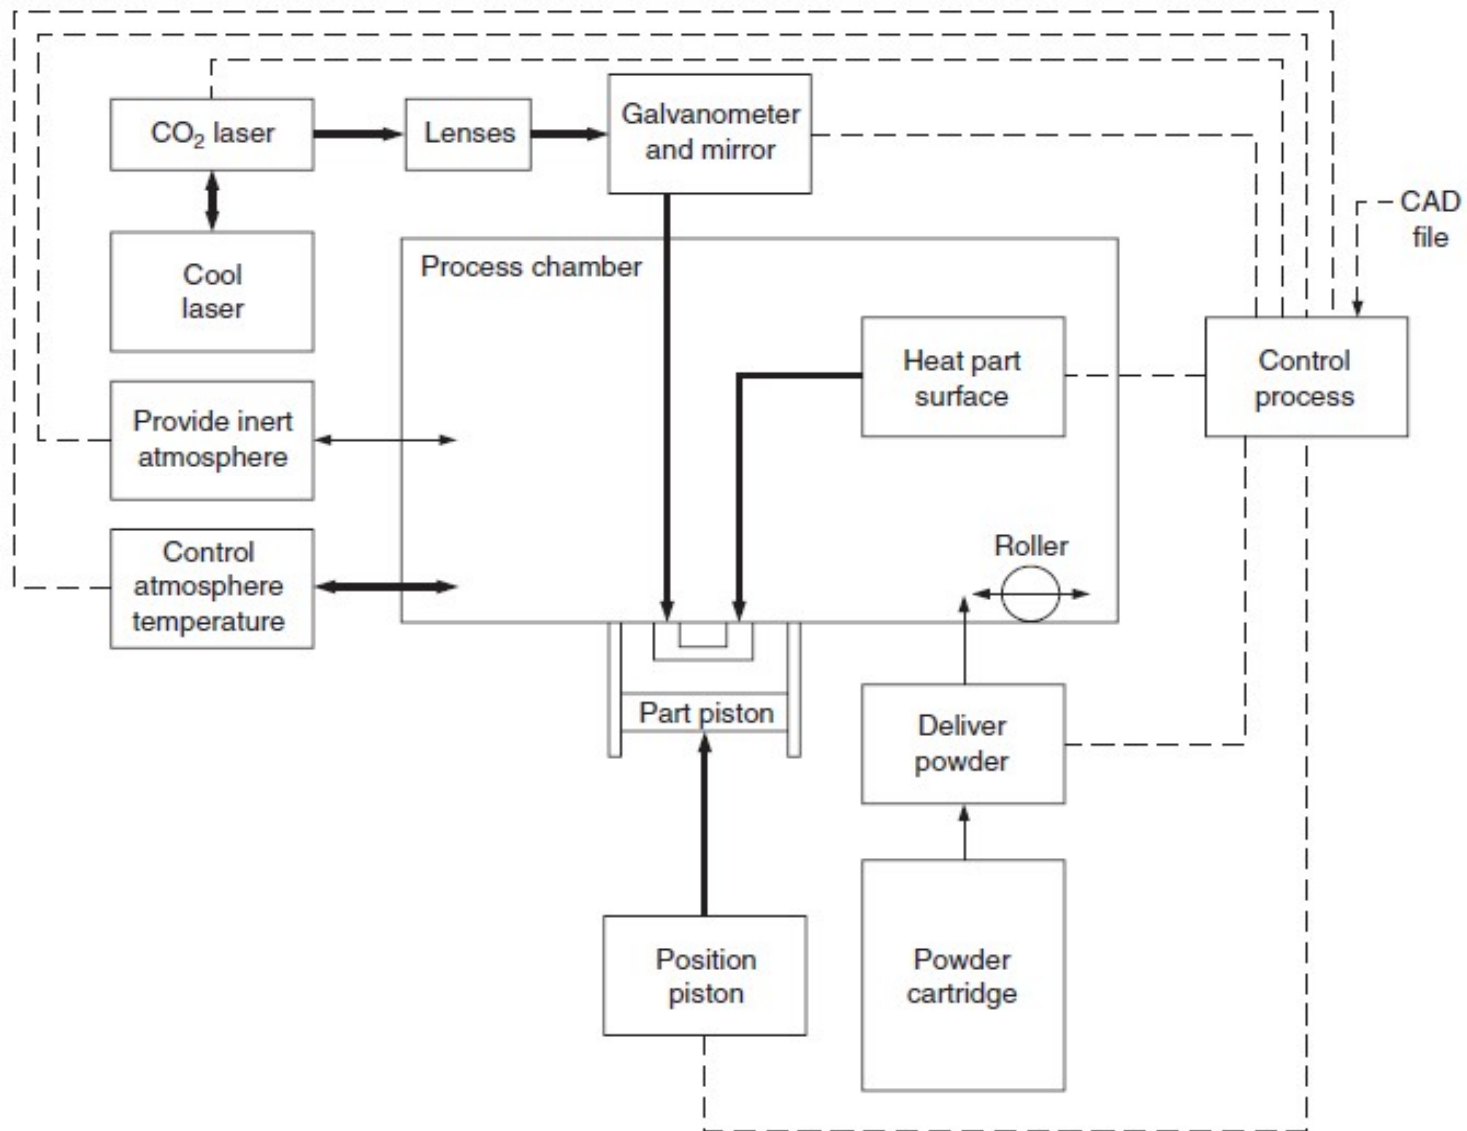 CO₂ laser
Lenses
Galvanometer
and mirror
CAD
file
Cool
laser
Process chamber
Heat part
surface
Control
process
Provide inert
atmosphere
Control
atmosphere
temperature
Roller
Part piston
Deliver
powder
Position
piston
Powder
cartridge